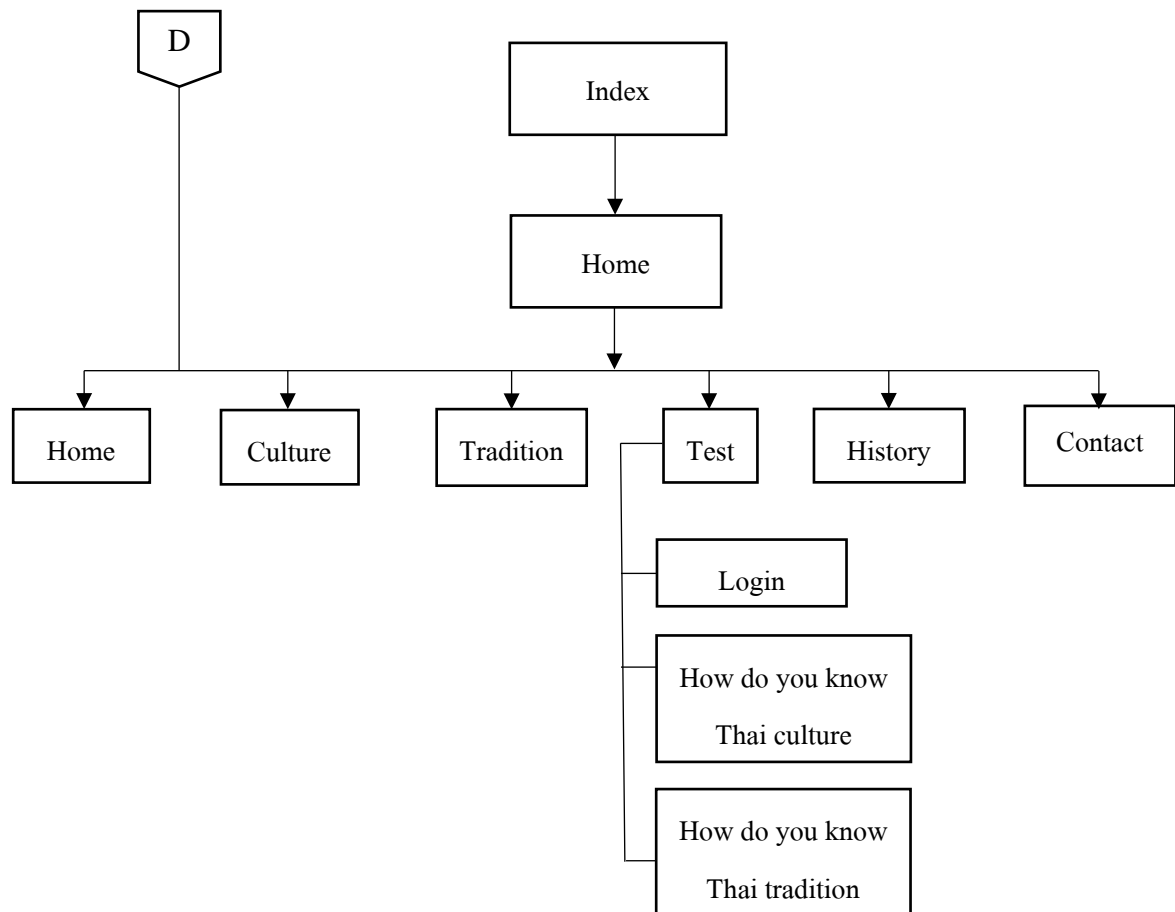 D
Index
Home
Home
Culture
Tradition
Test
History
Contact
Login
How do you know
Thai culture
How do you know
Thai tradition